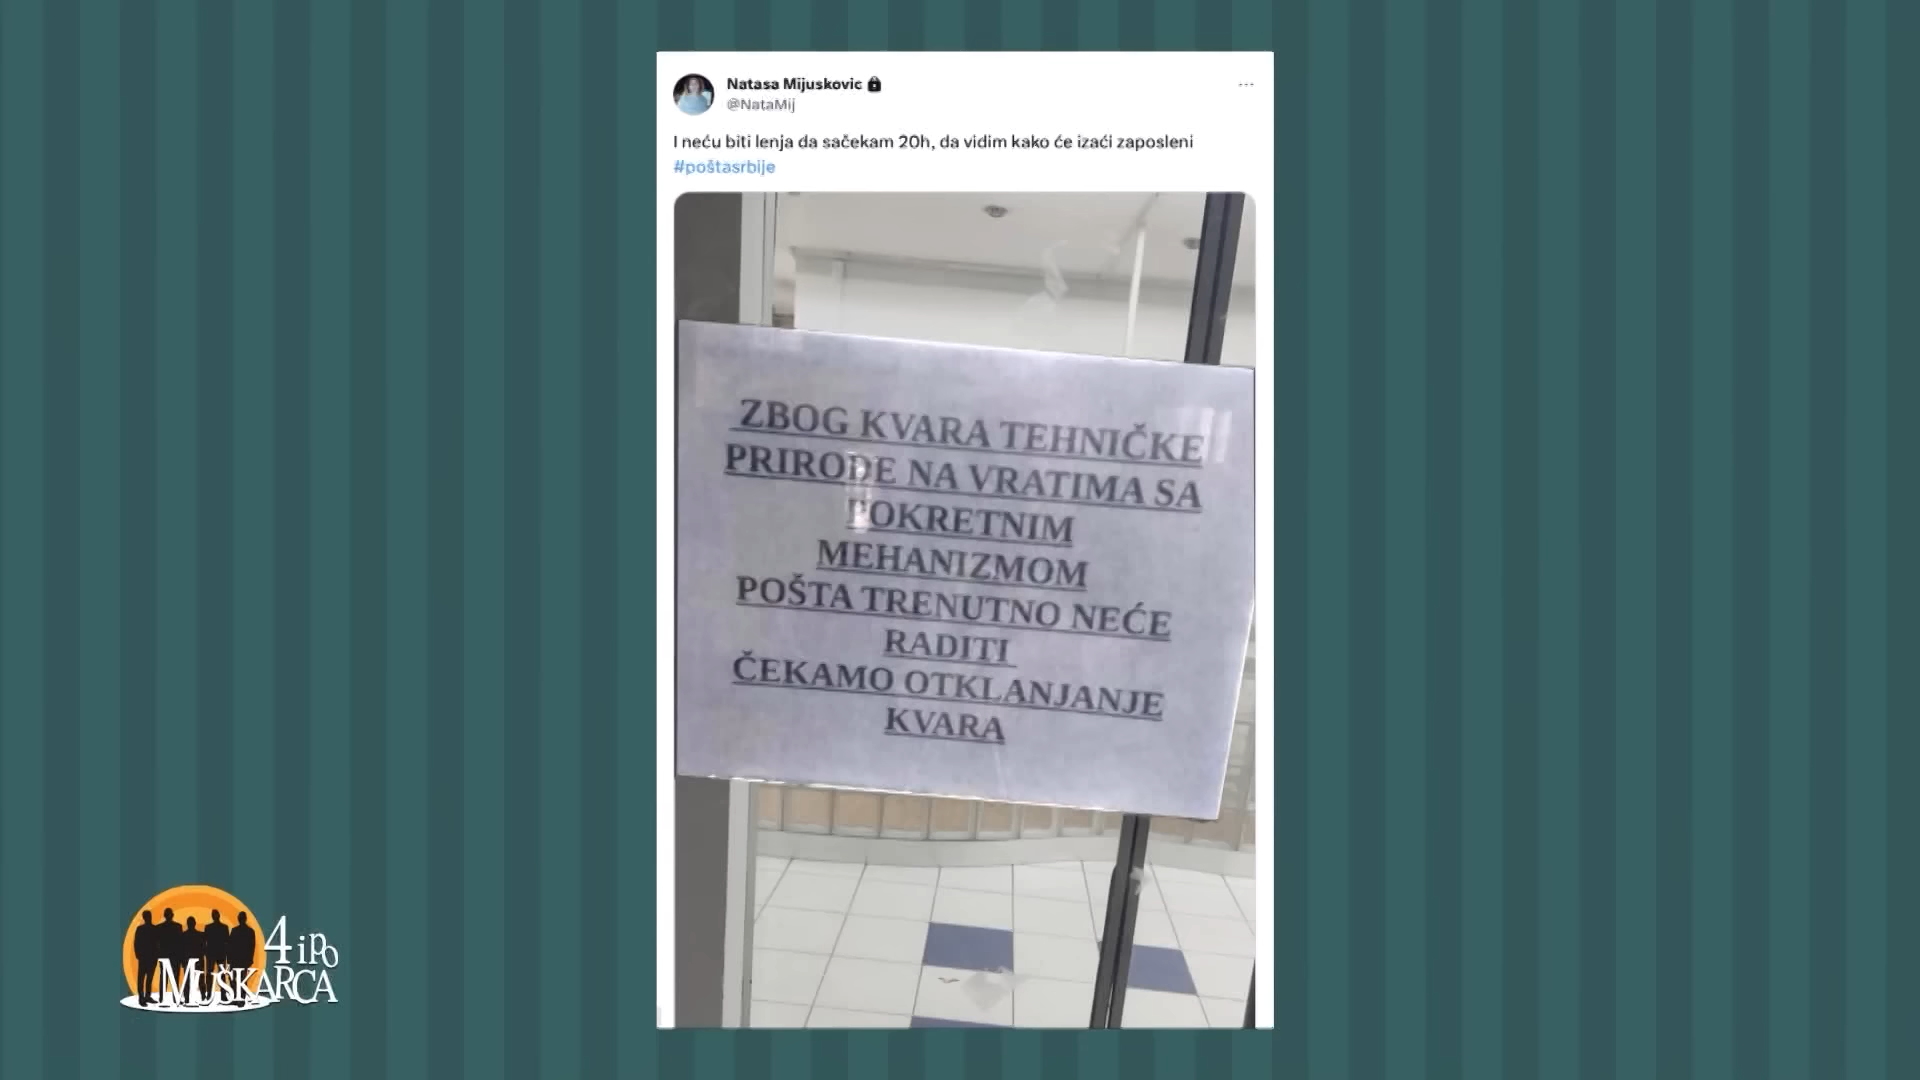 Natasa Mijuskovic
@NataMij
I neću biti lenja da sačekam 20h, da vidim kako će izaći zaposleni
#poštasrbije
ZBOG KVARA TEHNIČKE
PRIRODE NA VRATIMA SA
POKRETNIM
MEHANIZMOM
POŠTA TRENUTNO NEĆE
RADITI
ČEKAMO OTKLANJANJE
KVARA
4 i po
MUŠKARCA